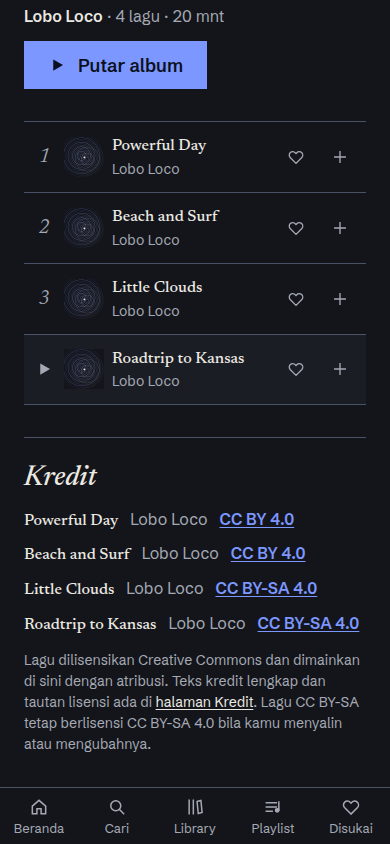 Lobo Loco · 4 lagu · 20 mnt
Putar album
1 Powerful Day
Lobo Loco
2 Beach and Surf
Lobo Loco
3 Little Clouds
Lobo Loco
Roadtrip to Kansas
Lobo Loco
Kredit
Powerful Day Lobo Loco CC BY 4.0
Beach and Surf Lobo Loco CC BY 4.0
Little Clouds Lobo Loco CC BY-SA 4.0
Roadtrip to Kansas Lobo Loco CC BY-SA 4.0
Lagu dilisensikan Creative Commons dan dimainkan
di sini dengan atribusi. Teks kredit lengkap dan
tautan lisensi ada di halaman Kredit. Lagu CC BY-SA
tetap berlisensi CC BY-SA 4.0 bila kamu menyalin
atau mengubahnya.
Beranda Cari Library Playlist Disukai